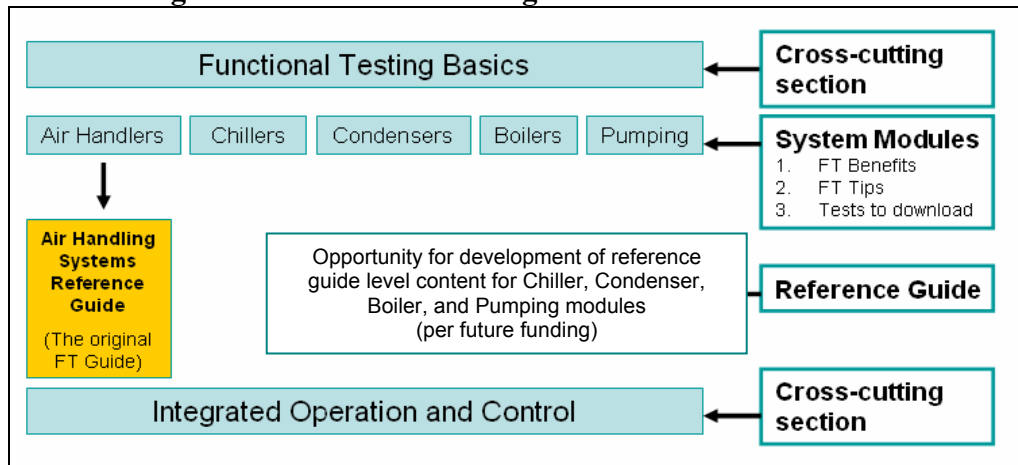 Functional Testing Basics
Cross-cutting
section
Air Handlers
Chillers
Condensers
Boilers
Pumping
System Modules
1. FT Benefits
2. FT Tips
3. Tests to download
Air Handling
Systems
Reference
Guide
(The original
FT Guide)
Opportunity for development of reference
guide level content for Chiller, Condenser,
Boiler, and Pumping modules
(per future funding)
Reference Guide
Integrated Operation and Control
Cross-cutting
section